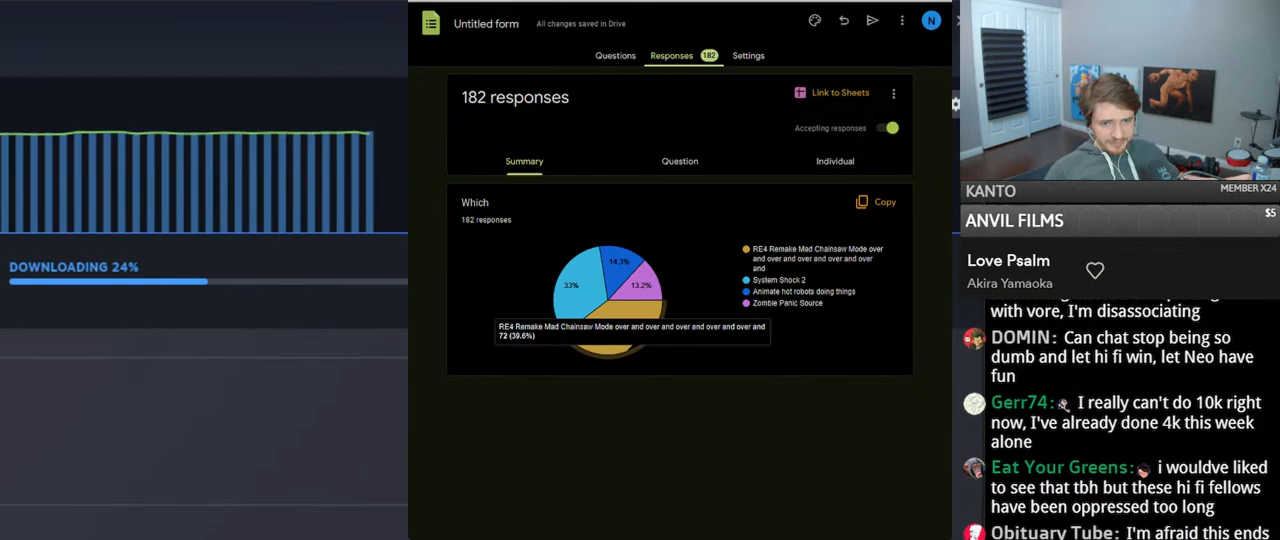 DOWNLOADING 24%
Untitled form
All changes saved in Drive
N
Questions
Responses 182
Settings
182 responses
Link to Sheets
Accepting responses
Summary
Question
Individual
Which
Copy
182 responses
14.3%
33%
13.2%
RE4 Remake Mad Chainsaw Mode over
and over and over and over and over
and
System Shock 2
Animate hot robots doing things
Zombie Panic Source
RE4 Remake Mad Chainsaw Mode over and over and over and over and over and
72 (39.6%)
KANTO
MEMBER X24
ANVIL FILMS
$5
Love Psalm
Akira Yamaoka
with vore, I'm disassociating
DOMIN: Can chat stop being so
dumb and let hi fi win, let Neo have
fun
Gerr74: I really can't do 10k right
now, I've already done 4k this week
alone
Eat Your Greens: i wouldve liked
to see that tbh but these hi fi fellows
have been oppressed too long
Obituary Tube: I'm afraid this ends